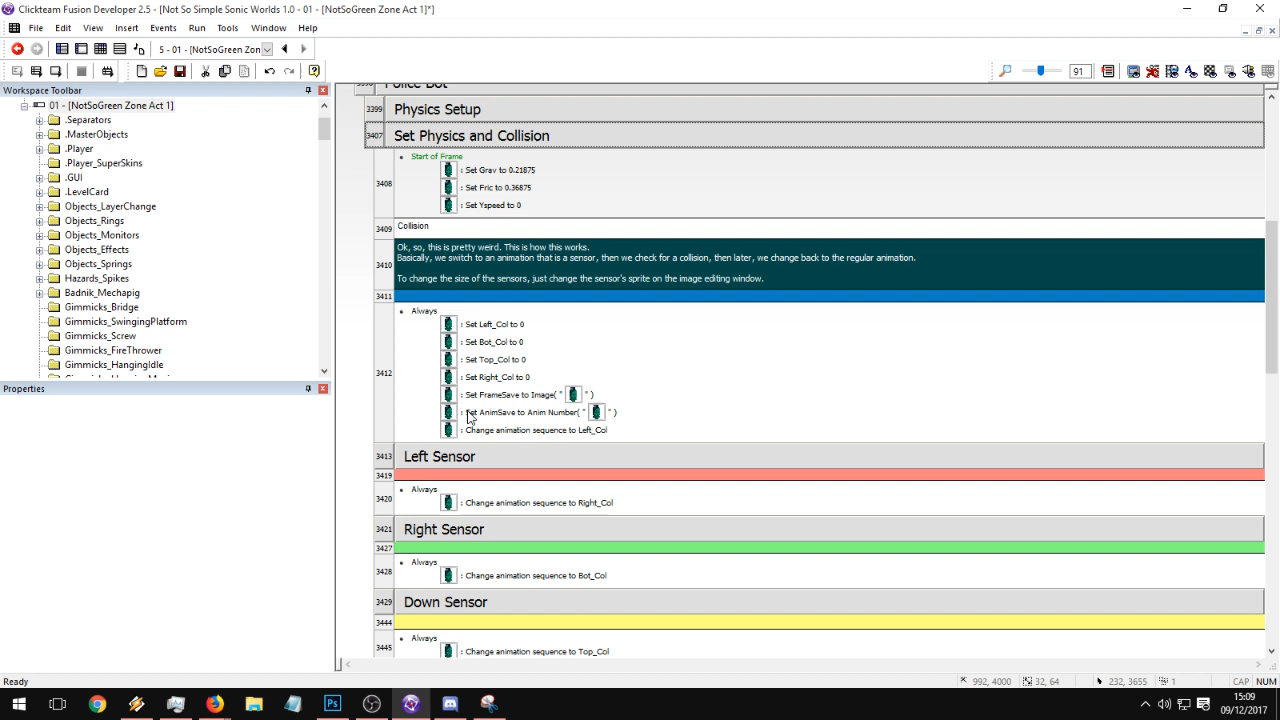 Clickteam Fusion Developer 2.5 - [Not So Simple Sonic Worlds 1.0 - 01 - [NotSoGreen Zone Act 1]*]
File Edit View Insert Events Run Tools Window Help
5 - 01 - [NotSoGreen Zon
91
Workspace Toolbar
01 - [NotSoGreen Zone Act 1]
.Separators
.MasterObjects
.Player
.Player_SuperSkins
.GUI
.LevelCard
Objects_LayerChange
Objects_Rings
Objects_Monitors
Objects_Effects
Objects_Springs
Hazards_Spikes
Badnik_Mechapig
Gimmicks_Bridge
Gimmicks_SwingingPlatform
Gimmicks_Screw
Gimmicks_FireThrower
Gimmicks_HangingIdle
Properties
Police Bot
3399 Physics Setup
3407 Set Physics and Collision
Start of Frame
3408
: Set Grav to 0.21875
: Set Fric to 0.36875
: Set Yspeed to 0
3409 Collision
3410
Ok, so, this is pretty weird. This is how this works.
Basically, we switch to an animation that is a sensor, then we check for a collision, then later, we change back to the regular animation.
To change the size of the sensors, just change the sensor's sprite on the image editing window.
3411
Always
3412
: Set Left_Col to 0
: Set Bot_Col to 0
: Set Top_Col to 0
: Set Right_Col to 0
: Set FrameSave to Image( " " )
: Set AnimSave to Anim Number( " " )
: Change animation sequence to Left_Col
3413 Left Sensor
3419
Always
3420
: Change animation sequence to Right_Col
3421 Right Sensor
3427
Always
3428
: Change animation sequence to Bot_Col
3429 Down Sensor
3444
Always
3445
: Change animation sequence to Top_Col
Ready
992, 4000 32, 64 232, 3655 1 CAP NUM
Ps
15:09
09/12/2017